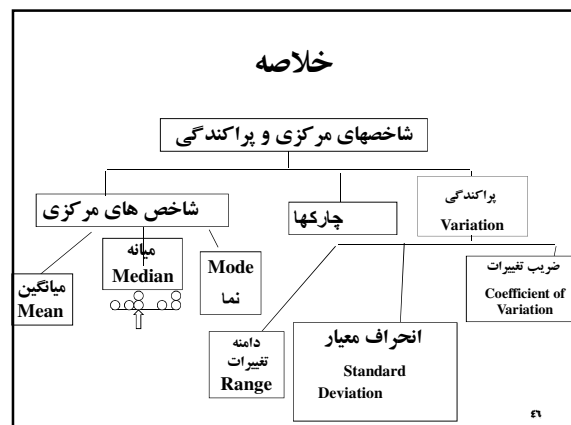 خلاصه
شاخصهای مرکزی و پراکندگی
شاخص های مرکزی
چارکها
پراکندگی
Variation
میانگین
Mean
میانه
Median
Mode
نما
دامنه
تغییرات
Range
انحراف معیار
Standard
Deviation
ضریب تغییرات
Coefficient of
Variation
٤٦